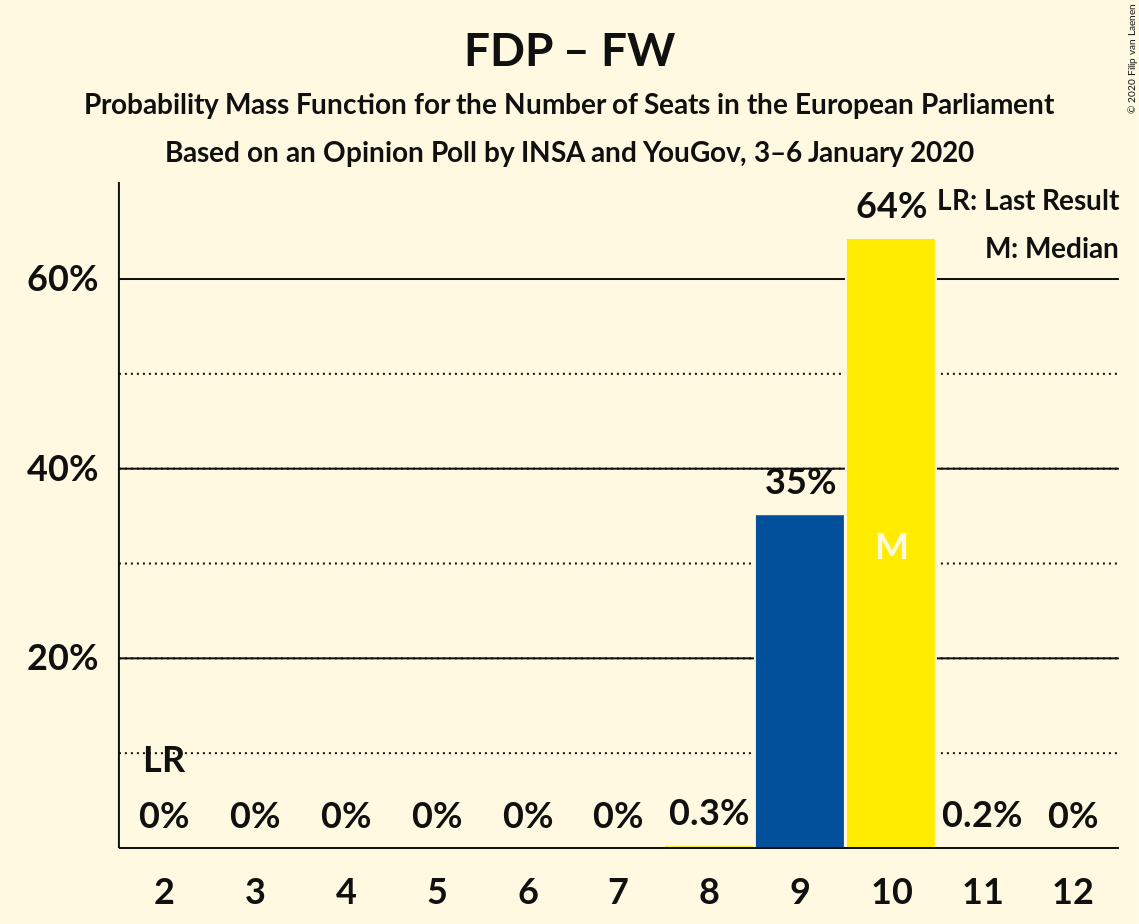 FDP – FW
Probability Mass Function for the Number of Seats in the European Parliament
Based on an Opinion Poll by INSA and YouGov, 3–6 January 2020
© 2020 Filip van Laenen
64%
LR: Last Result
M: Median
60%
40%
35%
M
20%
LR
0% 0% 0% 0% 0% 0% 0.3% 0.2% 0%
2 3 4 5 6 7 8 9 10 11 12